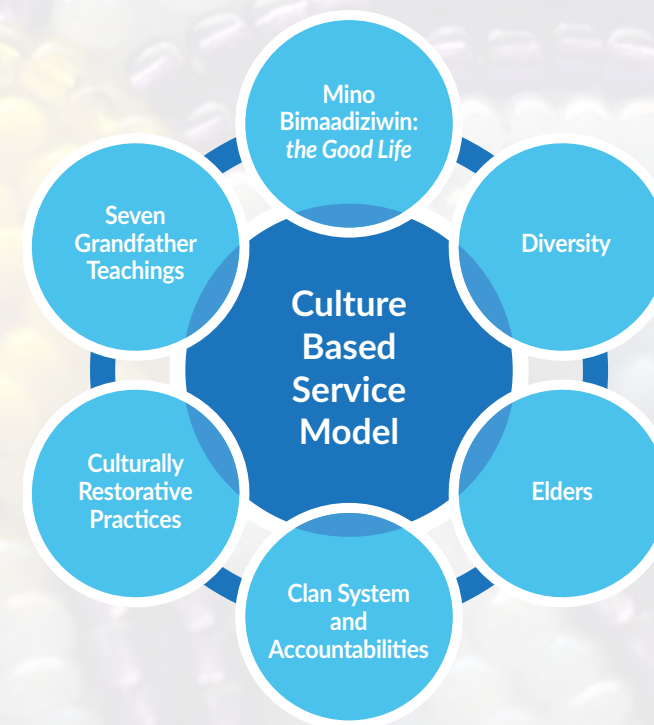 Mino
Bimaadiziwin:
the Good Life
Diversity
Elders
Clan System
and
Accountabilities
Culturally
Restorative
Practices
Seven
Grandfather
Teachings
Culture
Based
Service
Model